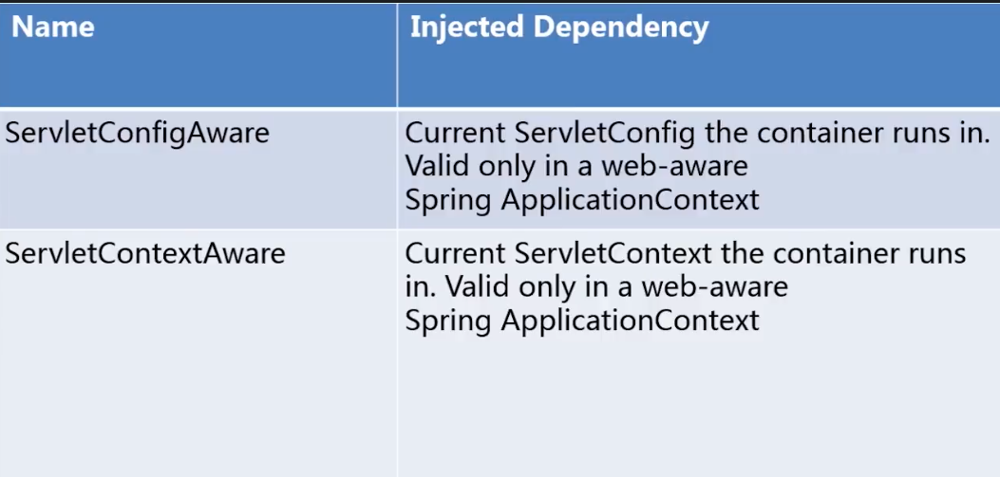 Name
Injected Dependency
ServletConfigAware
Current ServletConfig the container runs in.
Valid only in a web-aware
Spring ApplicationContext
ServletContextAware
Current ServletContext the container runs
in. Valid only in a web-aware
Spring ApplicationContext